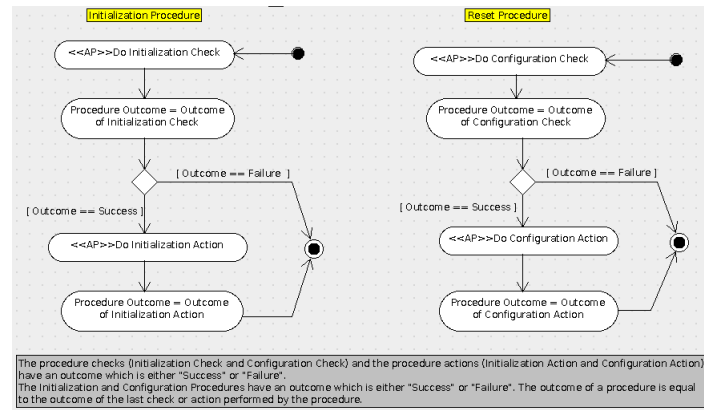 Initialization Procedure
<<AP>>Do Initialization Check
Procedure Outcome = Outcome
of Initialization Check
[ Outcome == Failure ]
[ Outcome == Success ]
<<AP>>Do Initialization Action
Procedure Outcome = Outcome
of Initialization Action
Reset Procedure
<<AP>>Do Configuration Check
Procedure Outcome = Outcome
of Configuration Check
[ Outcome == Failure ]
[ Outcome == Success ]
<<AP>>Do Configuration Action
Procedure Outcome = Outcome
of Configuration Action
The procedure checks (Initialization Check and Configuration Check) and the procedure actions (Initialization Action and Configuration Action)
have an outcome which is either "Success" or "Failure".
The Initialization and Configuration Procedures have an outcome which is either "Success" or "Failure". The outcome of a procedure is equal
to the outcome of the last check or action performed by the procedure.